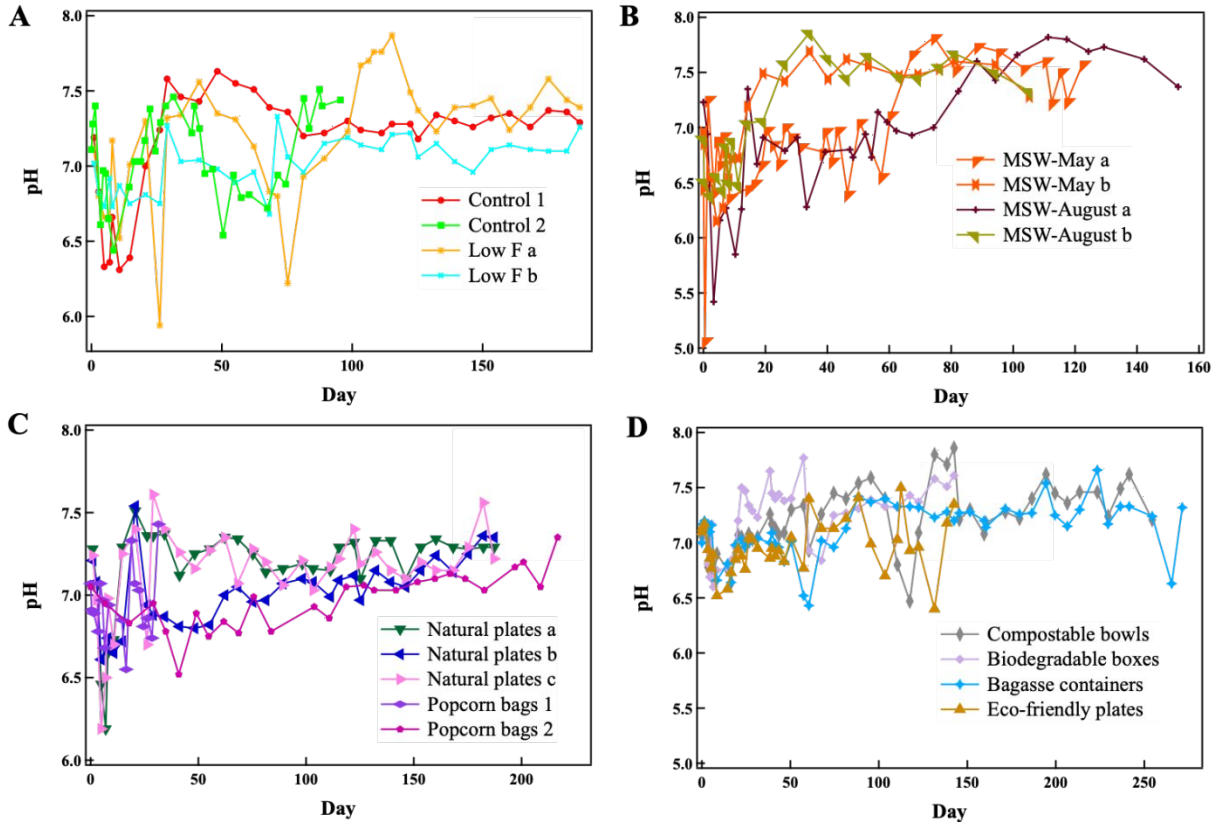 A
8.0
7.5
7.0
6.5
6.0
pH
0
50
100
150
Day
Control 1
Control 2
Low F a
Low F b
B
8.0
7.5
7.0
6.5
6.0
5.5
5.0
pH
0
20
40
60
80
100
120
140
160
Day
MSW-May a
MSW-May b
MSW-August a
MSW-August b
C
8.0
7.5
7.0
6.5
6.0
pH
0
50
100
150
200
Day
Natural plates a
Natural plates b
Natural plates c
Popcorn bags 1
Popcorn bags 2
D
8.0
7.5
7.0
6.5
6.0
5.5
5.0
pH
0
50
100
150
200
250
Day
Compostable bowls
Biodegradable boxes
Bagasse containers
Eco-friendly plates